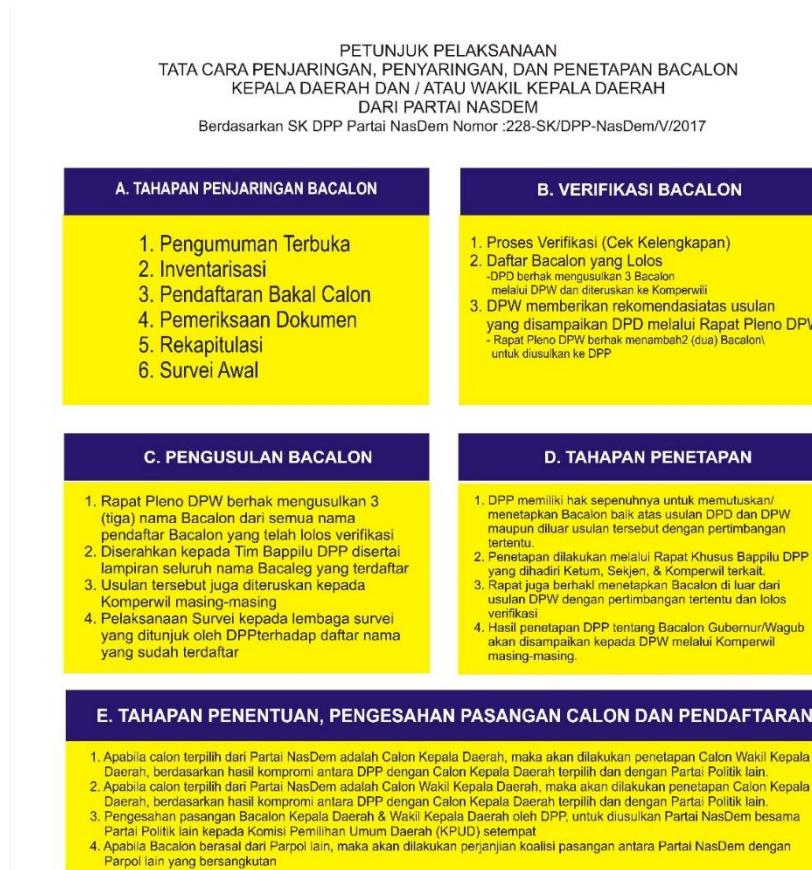 PETUNJUK PELAKSANAAN
TATA CARA PENJARINGAN, PENYARINGAN, DAN PENETAPAN BACALON
KEPALA DAERAH DAN / ATAU WAKIL KEPALA DAERAH
DARI PARTAI NASDEM
Berdasarkan SK DPP Partai NasDem Nomor :228-SK/DPP-NasDem/V/2017
A. TAHAPAN PENJARINGAN BACALON
1. Pengumuman Terbuka
2. Inventarisasi
3. Pendaftaran Bakal Calon
4. Pemeriksaan Dokumen
5. Rekapitulasi
6. Survei Awal
B. VERIFIKASI BACALON
1. Proses Verifikasi (Cek Kelengkapan)
2. Daftar Bacalon yang Lolos
-DPD berhak mengusulkan 3 Bacalon
melalui DPW dan diteruskan ke Komperwili
3. DPW memberikan rekomendasiatas usulan
yang disampaikan DPD melalui Rapat Pleno DPW
- Rapat Pleno DPW berhak menambah2 (dua) Bacalon\
untuk diusulkan ke DPP
C. PENGUSULAN BACALON
1. Rapat Pleno DPW berhak mengusulkan 3
(tiga) nama Bacalon dari semua nama
pendaftar Bacalon yang telah lolos verifikasi
2. Diserahkan kepada Tim Bappilu DPP disertai
lampiran seluruh nama Bacaleg yang terdaftar
3. Usulan tersebut juga diteruskan kepada
Komperwil masing-masing
4. Pelaksanaan Survei kepada lembaga survei
yang ditunjuk oleh DPPterhadap daftar nama
yang sudah terdaftar
D. TAHAPAN PENETAPAN
1. DPP memiliki hak sepenuhnya untuk memutuskan/
menetapkan Bacalon baik atas usulan DPD dan DPW
maupun diluar usulan tersebut dengan pertimbangan
tertentu.
2. Penetapan dilakukan melalui Rapat Khusus Bappilu DPP
yang dihadiri Ketum, Sekjen, & Komperwil terkait.
3. Rapat juga berhakl menetapkan Bacalon di luar dari
usulan DPW dengan pertimbangan tertentu dan lolos
verifikasi
4. Hasil penetapan DPP tentang Bacalon Gubernur/Wagub
akan disampaikan kepada DPW melalui Komperwil
masing-masing.
E. TAHAPAN PENENTUAN, PENGESAHAN PASANGAN CALON DAN PENDAFTARAN
1. Apabila calon terpilih dari Partai NasDem adalah Calon Kepala Daerah, maka akan dilakukan penetapan Calon Wakil Kepala
Daerah, berdasarkan hasil kompromi antara DPP dengan Calon Kepala Daerah terpilih dan dengan Partai Politik lain.
2. Apabila calon terpilih dari Partai NasDem adalah Calon Wakil Kepala Daerah, maka akan dilakukan penetapan Calon Kepala
Daerah, berdasarkan hasil kompromi antara DPP dengan Calon Kepala Daerah terpilih dan dengan Partai Politik lain.
3. Pengesahan pasangan Bacalon Kepala Daerah & Wakil Kepala Daerah oleh DPP, untuk diusulkan Partai NasDem besama
Partai Politik lain kepada Komisi Pemilihan Umum Daerah (KPUD) setempat
4. Apabila Bacalon berasal dari Parpol lain, maka akan dilakukan perjanjian koalisi pasangan antara Partai NasDem dengan
Parpol lain yang bersangkutan